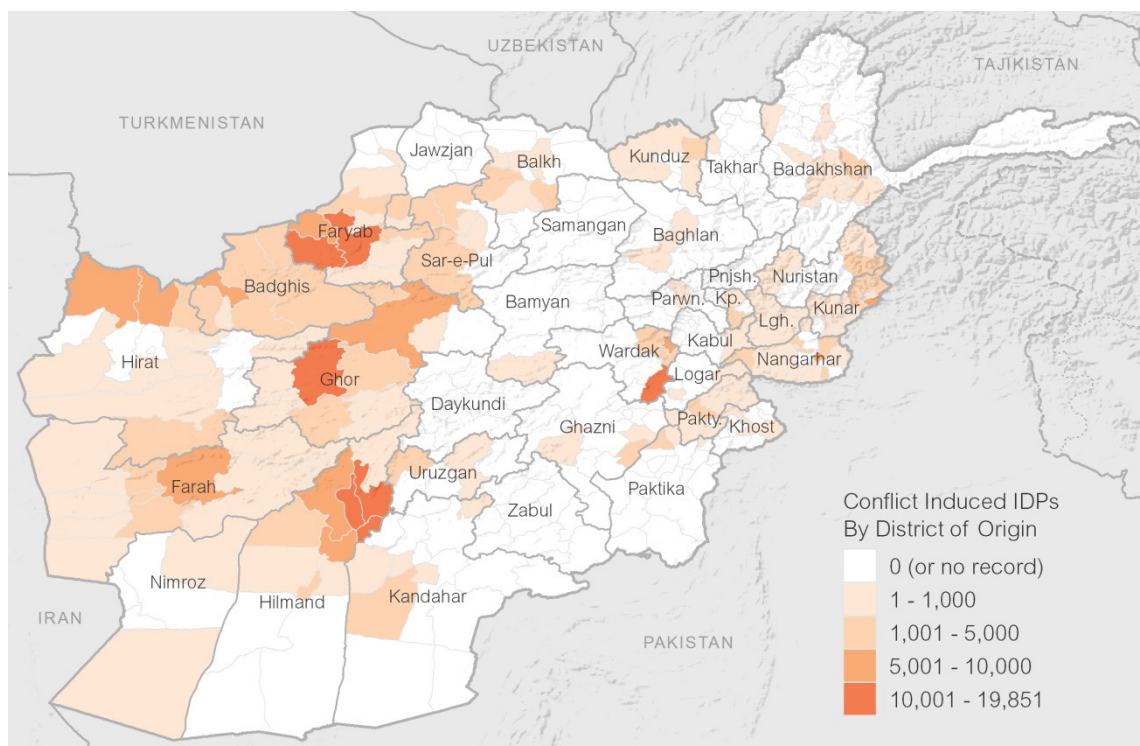 UZBEKISTAN
TAJIKISTAN
TURKMENISTAN
Jawzjan
Balkh
Kunduz
Takhar
Badakhshan
Faryab
Samangan
Baghlan
Sar-e-Pul
Badghis
Pnjsh.
Nuristan
Bamyan
Parwn.
Kp.
Kunar
Lgh.
Hirat
Wardak
Kabul
Nangarhar
Ghor
Logar
Daykundi
Ghazni
Pakty.
Khost
Farah
Uruzgan
Zabul
Paktika
Nimroz
Hilmand
Kandahar
IRAN
PAKISTAN
Conflict Induced IDPs
By District of Origin
0 (or no record)
1 - 1,000
1,001 - 5,000
5,001 - 10,000
10,001 - 19,851